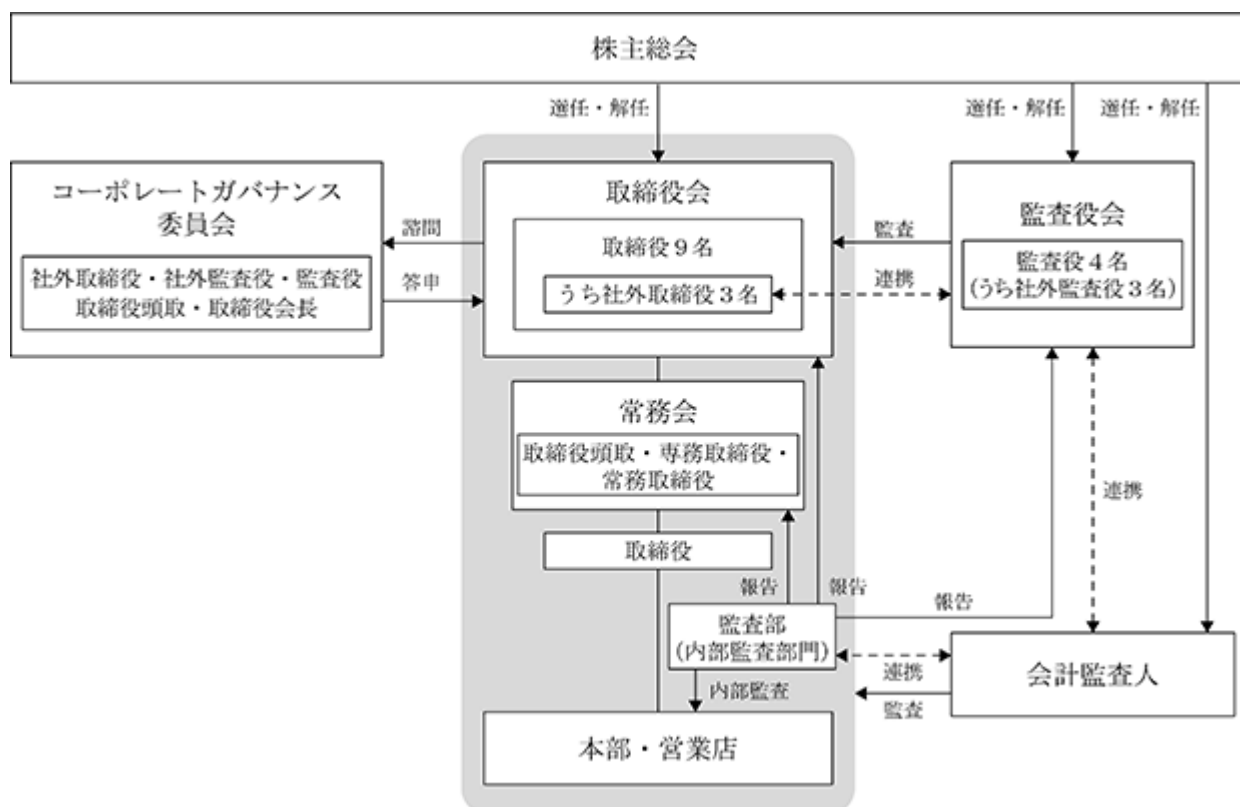 株主総会
選任・解任
選任・解任
選任・解任
コーポレートガバナンス
委員会
社外取締役・社外監査役・監査役
取締役頭取・取締役会長
諮問
答申
取締役会
取締役9名
うち社外取締役3名
監査
連携
監査役会
監査役4名
(うち社外監査役3名)
常務会
取締役頭取・専務取締役・
常務取締役
連携
取締役
報告
報告
報告
監査部
(内部監査部門)
連携
内部監査
監査
会計監査人
本部・営業店